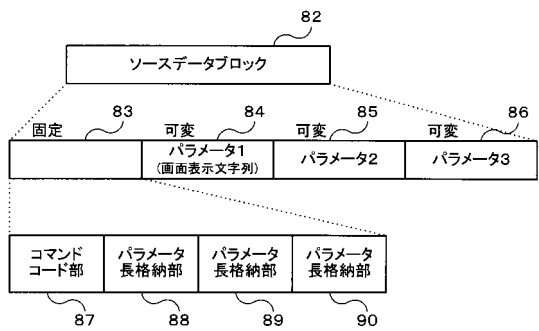 82
ソースデータブロック
固定
83
可変
84
可変
85
可変
86
パラメータ1
(画面表示文字列)
パラメータ2
パラメータ3
コマンド
コード部
パラメータ
長格納部
パラメータ
長格納部
パラメータ
長格納部
87
88
89
90